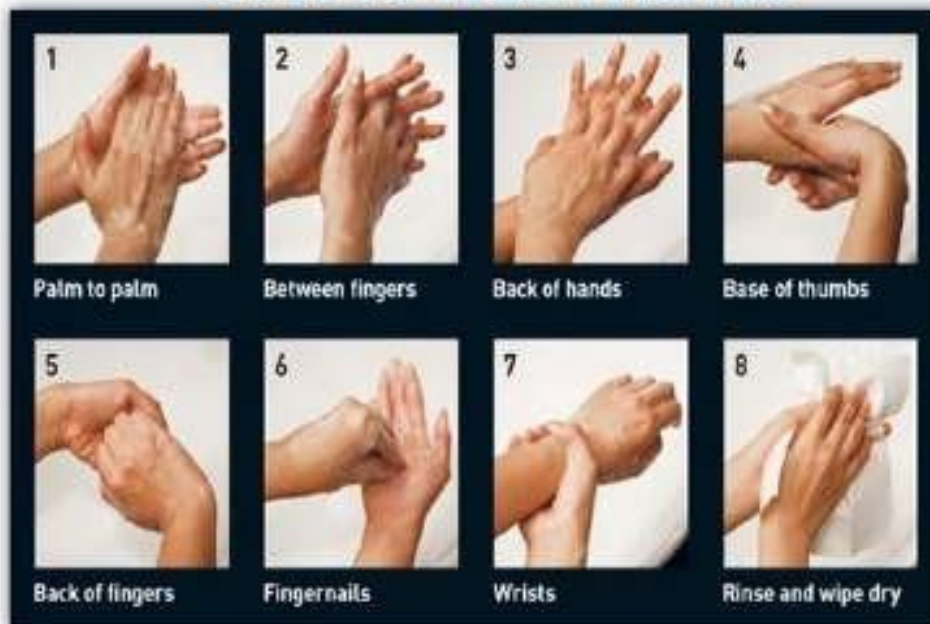 1
2
3
4
Palm to palm
Between fingers
Back of hands
Base of thumbs
5
6
7
8
Back of fingers
Fingernails
Wrists
Rinse and wipe dry